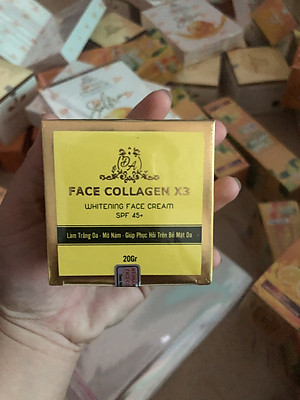 DA
FACE COLLAGEN X3
WHITENING FACE CREAM
SPF 45+
Làm Trắng Da - Mờ Nám - Giúp Phục Hồi Trên Bề Mặt Da
20Gr